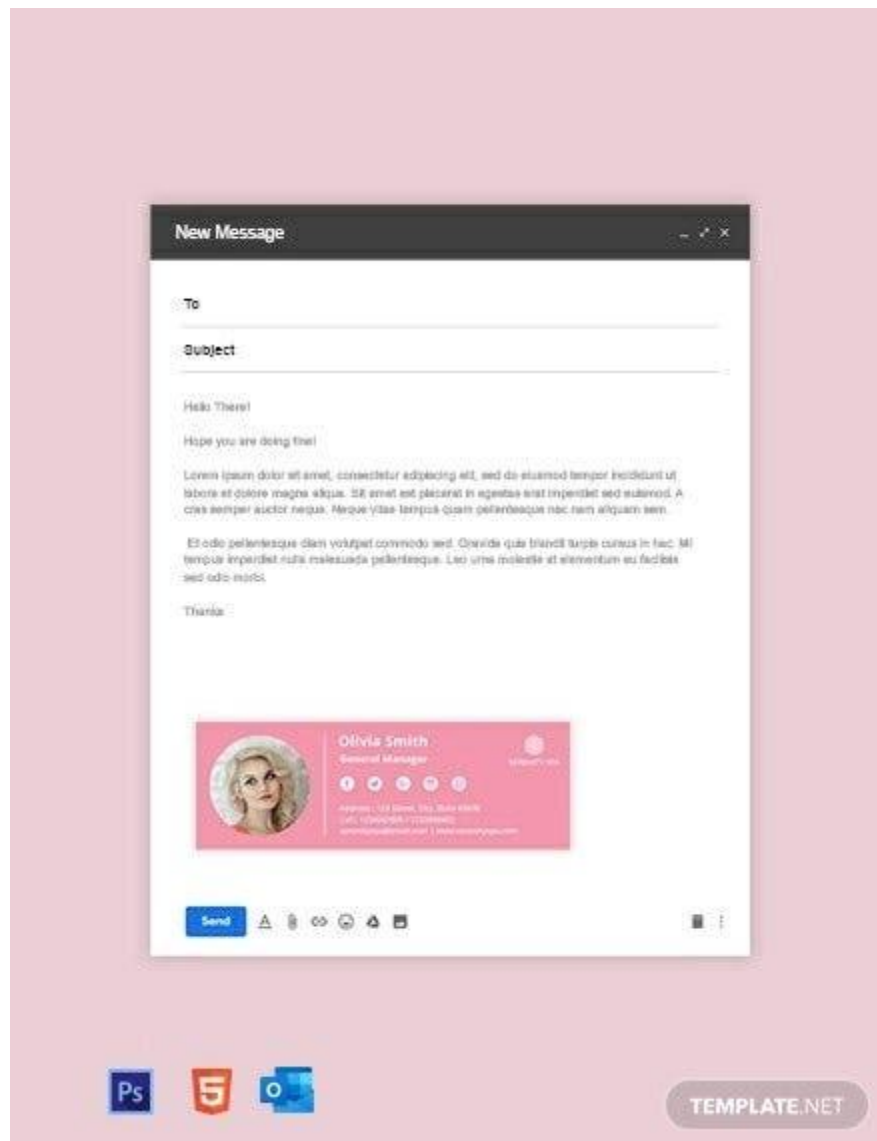 New Message
To
Subject
Hello There!
Hope you are doing fine!
Lorem ipsum dolor sit amet, consectetur adipiscing elit, sed do eiusmod tempor incididunt ut
labore et dolore magna aliqua. Sit amet est placerat in egestas erat imperdiet sed euismod. A
cras semper auctor neque. Neque vitae tempus quam pellentesque nec nam aliquam sem.
Et odio pellentesque diam volutpat commodo sed. Gravida quis blandit turpis cursus in hac. Mi
tempus imperdiet nulla malesuada pellentesque. Leo urna molestie at elementum eu facilisis
sed odio morbi.
Thanks
Olivia Smith
General Manager
Send
Ps
TEMPLATE.NET